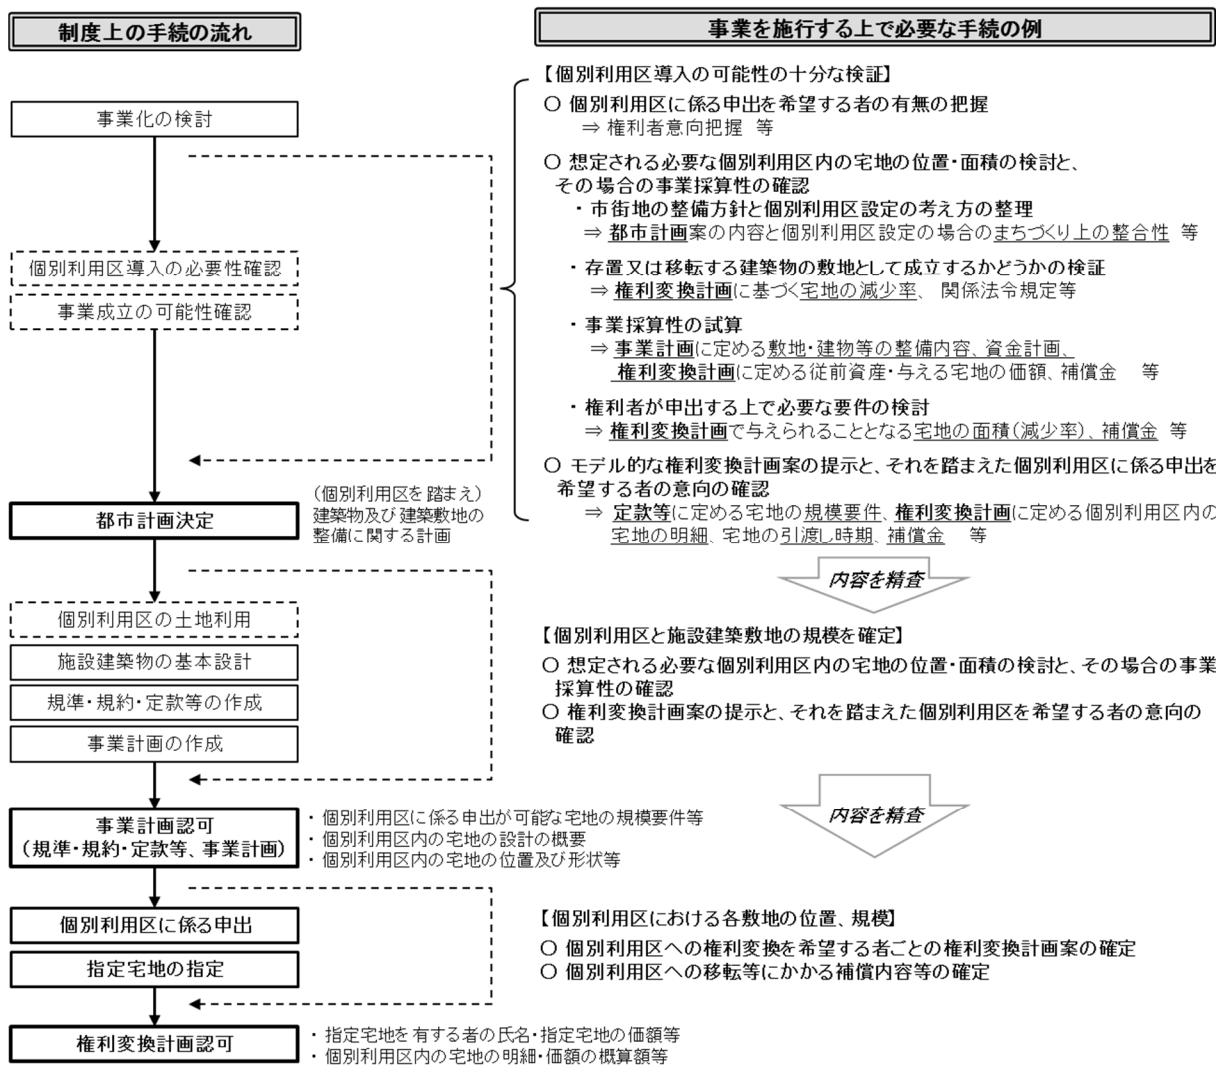 制度上の手続の流れ
事業化の検討
個別利用区導入の必要性確認
事業成立の可能性確認
都市計画決定
(個別利用区を踏まえ)
建築物及び建築敷地の
整備に関する計画
個別利用区の土地利用
施設建築物の基本設計
規準・規約・定款等の作成
事業計画の作成
事業計画認可
(規準・規約・定款等、事業計画)
・個別利用区に係る申出が可能な宅地の規模要件等
・個別利用区内の宅地の設計の概要
・個別利用区内の宅地の位置及び形状等
個別利用区に係る申出
指定宅地の指定
権利変換計画認可
・指定宅地を有する者の氏名・指定宅地の価額等
・個別利用区内の宅地の明細・価額の概算額等
事業を施行する上で必要な手続の例
【個別利用区導入の可能性の十分な検証】
○ 個別利用区に係る申出を希望する者の有無の把握
⇒ 権利者意向把握 等
○ 想定される必要な個別利用区内の宅地の位置・面積の検討と、
その場合の事業採算性の確認
・市街地の整備方針と個別利用区設定の考え方の整理
⇒ 都市計画案の内容と個別利用区設定の場合のまちづくり上の整合性 等
・存置又は移転する建築物の敷地として成立するかどうかの検証
⇒ 権利変換計画に基づく宅地の減少率、 関係法令規定等
・事業採算性の試算
⇒ 事業計画に定める敷地・建物等の整備内容、資金計画、
権利変換計画に定める従前資産・与える宅地の価額、補償金 等
・権利者が申出する上で必要な要件の検討
⇒ 権利変換計画で与えられることとなる宅地の面積(減少率)、補償金 等
○ モデル的な権利変換計画案の提示と、それを踏まえた個別利用区に係る申出を
希望する者の意向の確認
⇒ 定款等に定める宅地の規模要件、権利変換計画に定める個別利用区内の
宅地の明細、宅地の引渡し時期、補償金 等
内容を精査
【個別利用区と施設建築敷地の規模を確定】
○ 想定される必要な個別利用区内の宅地の位置・面積の検討と、その場合の事業
採算性の確認
○ 権利変換計画案の提示と、それを踏まえた個別利用区を希望する者の意向の
確認
内容を精査
【個別利用区における各敷地の位置、規模】
○ 個別利用区への権利変換を希望する者ごとの権利変換計画案の確定
○ 個別利用区への移転等にかかる補償内容等の確定